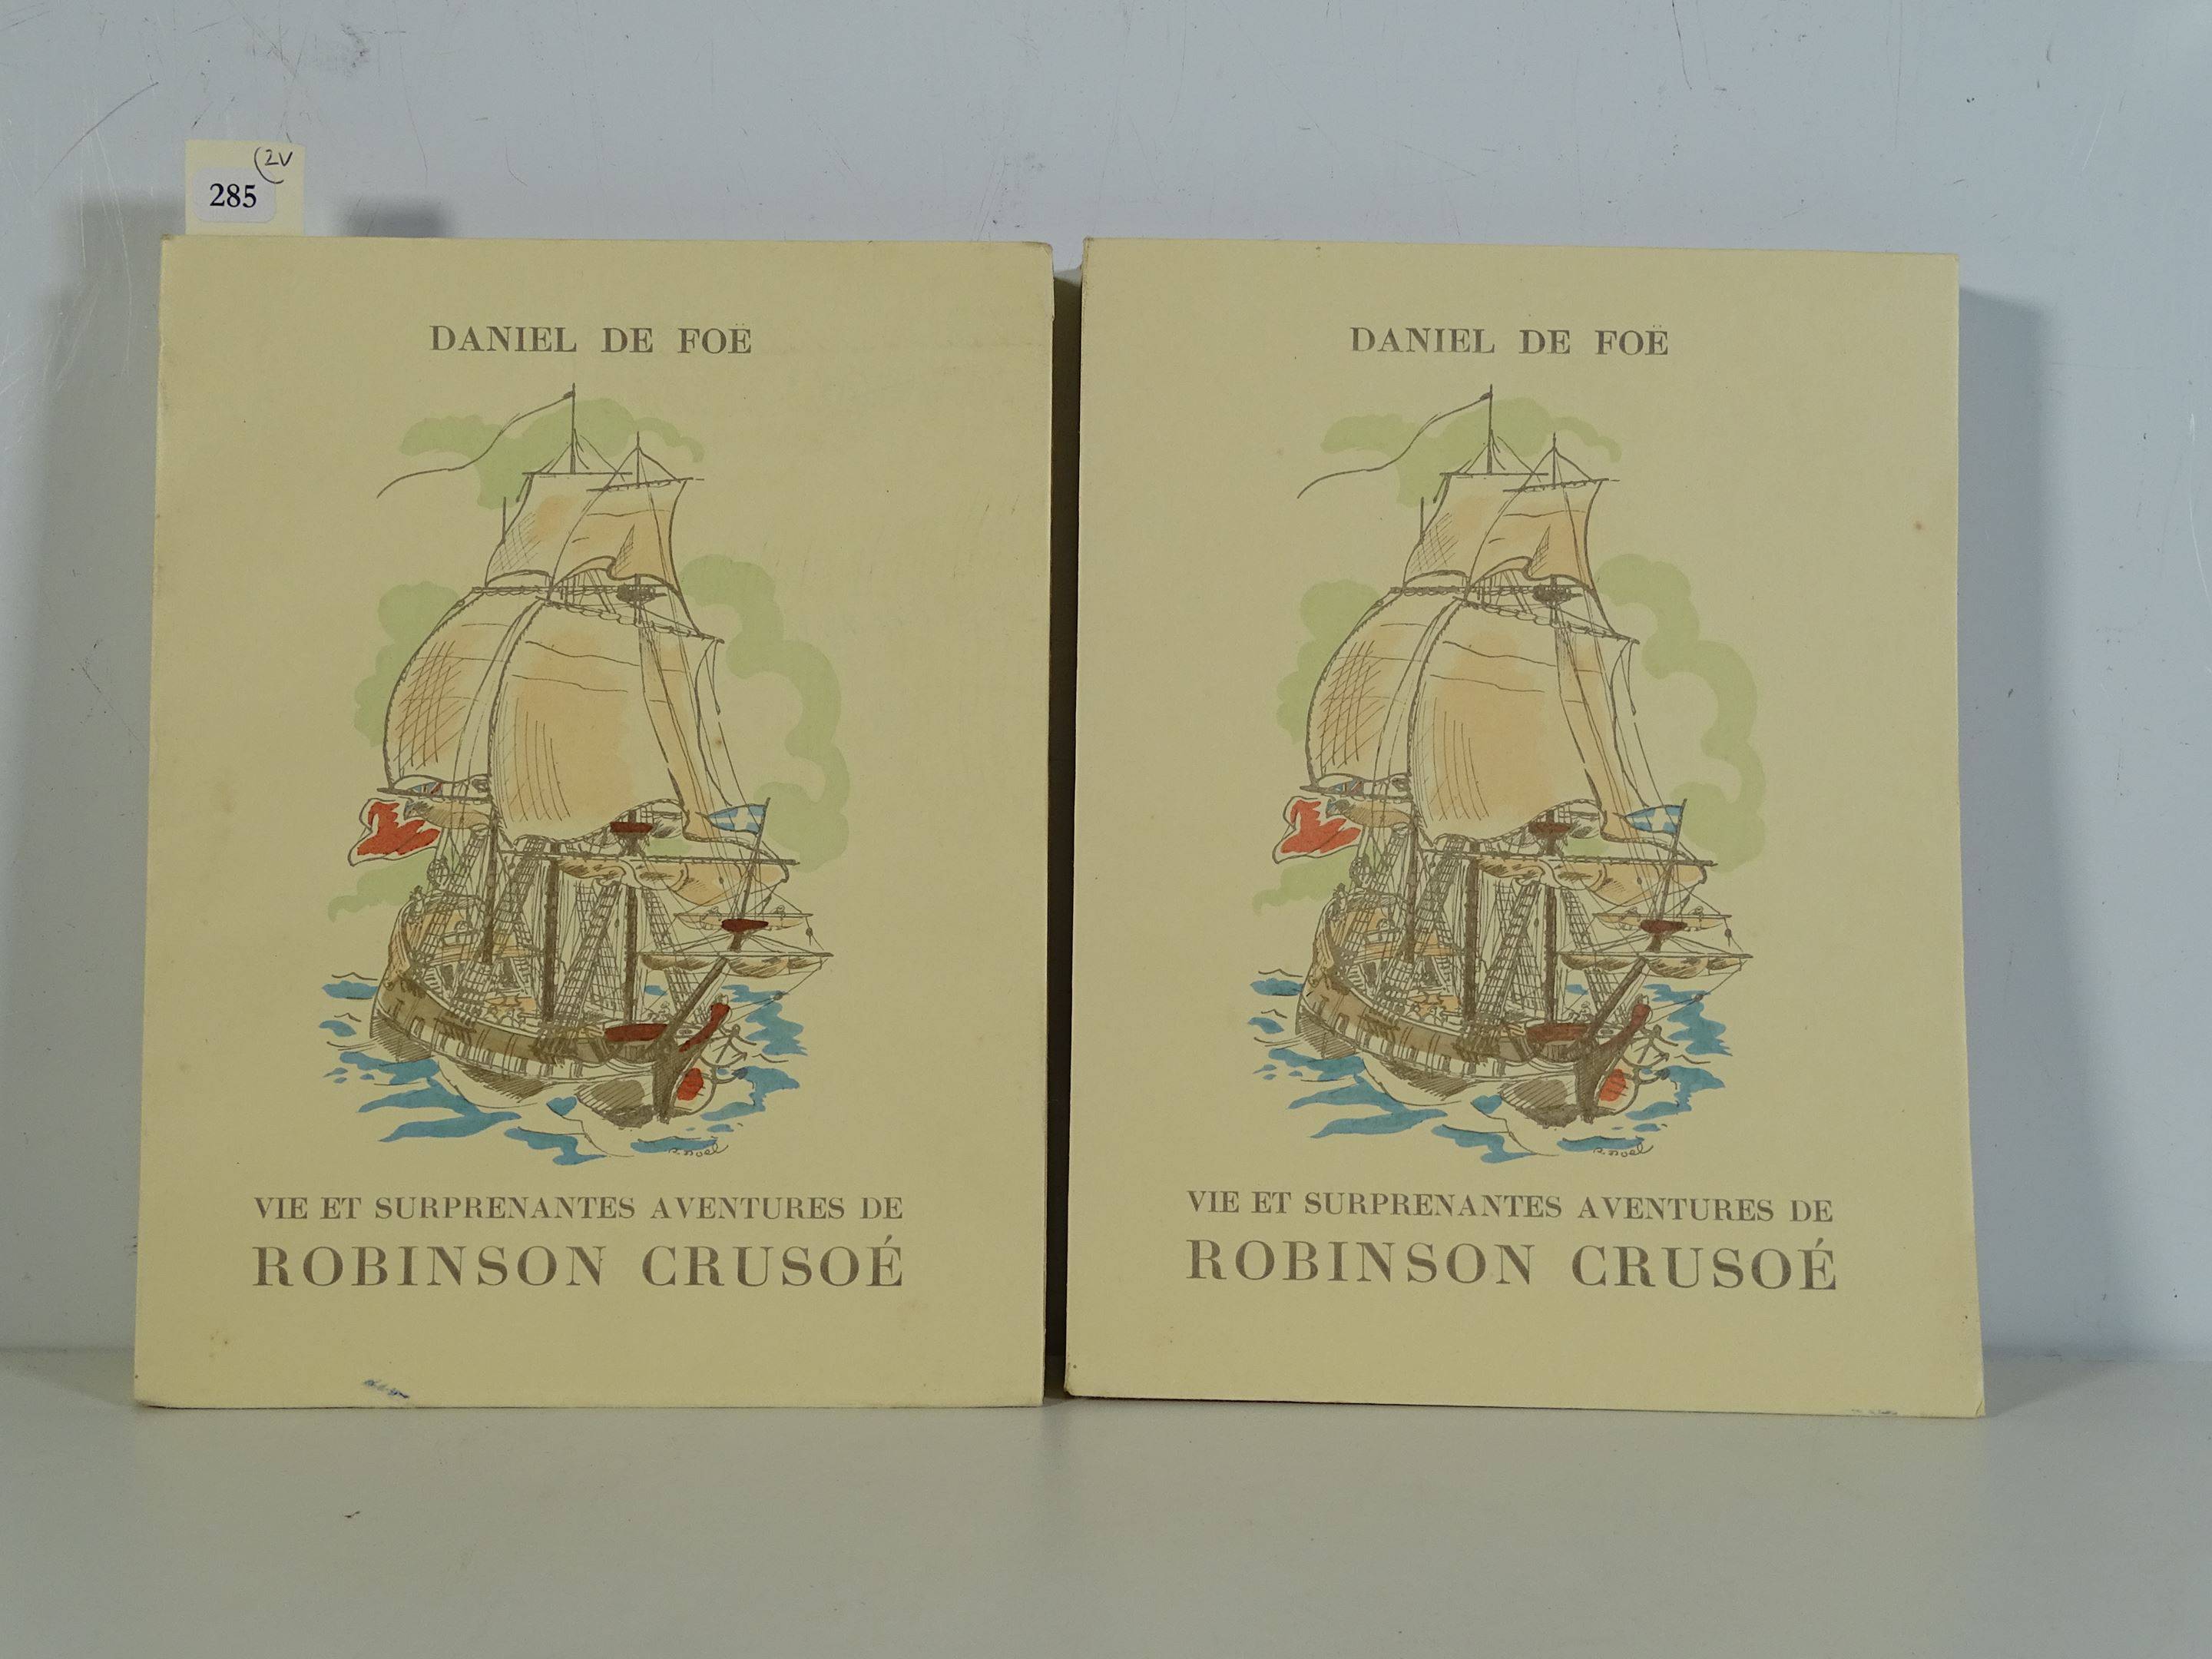 (2V
285
DANIEL DE FOË
VIE ET SURPRENANTES AVENTURES DE
ROBINSON CRUSOÉ
DANIEL DE FOË
VIE ET SURPRENANTES AVENTURES DE
ROBINSON CRUSOÉ